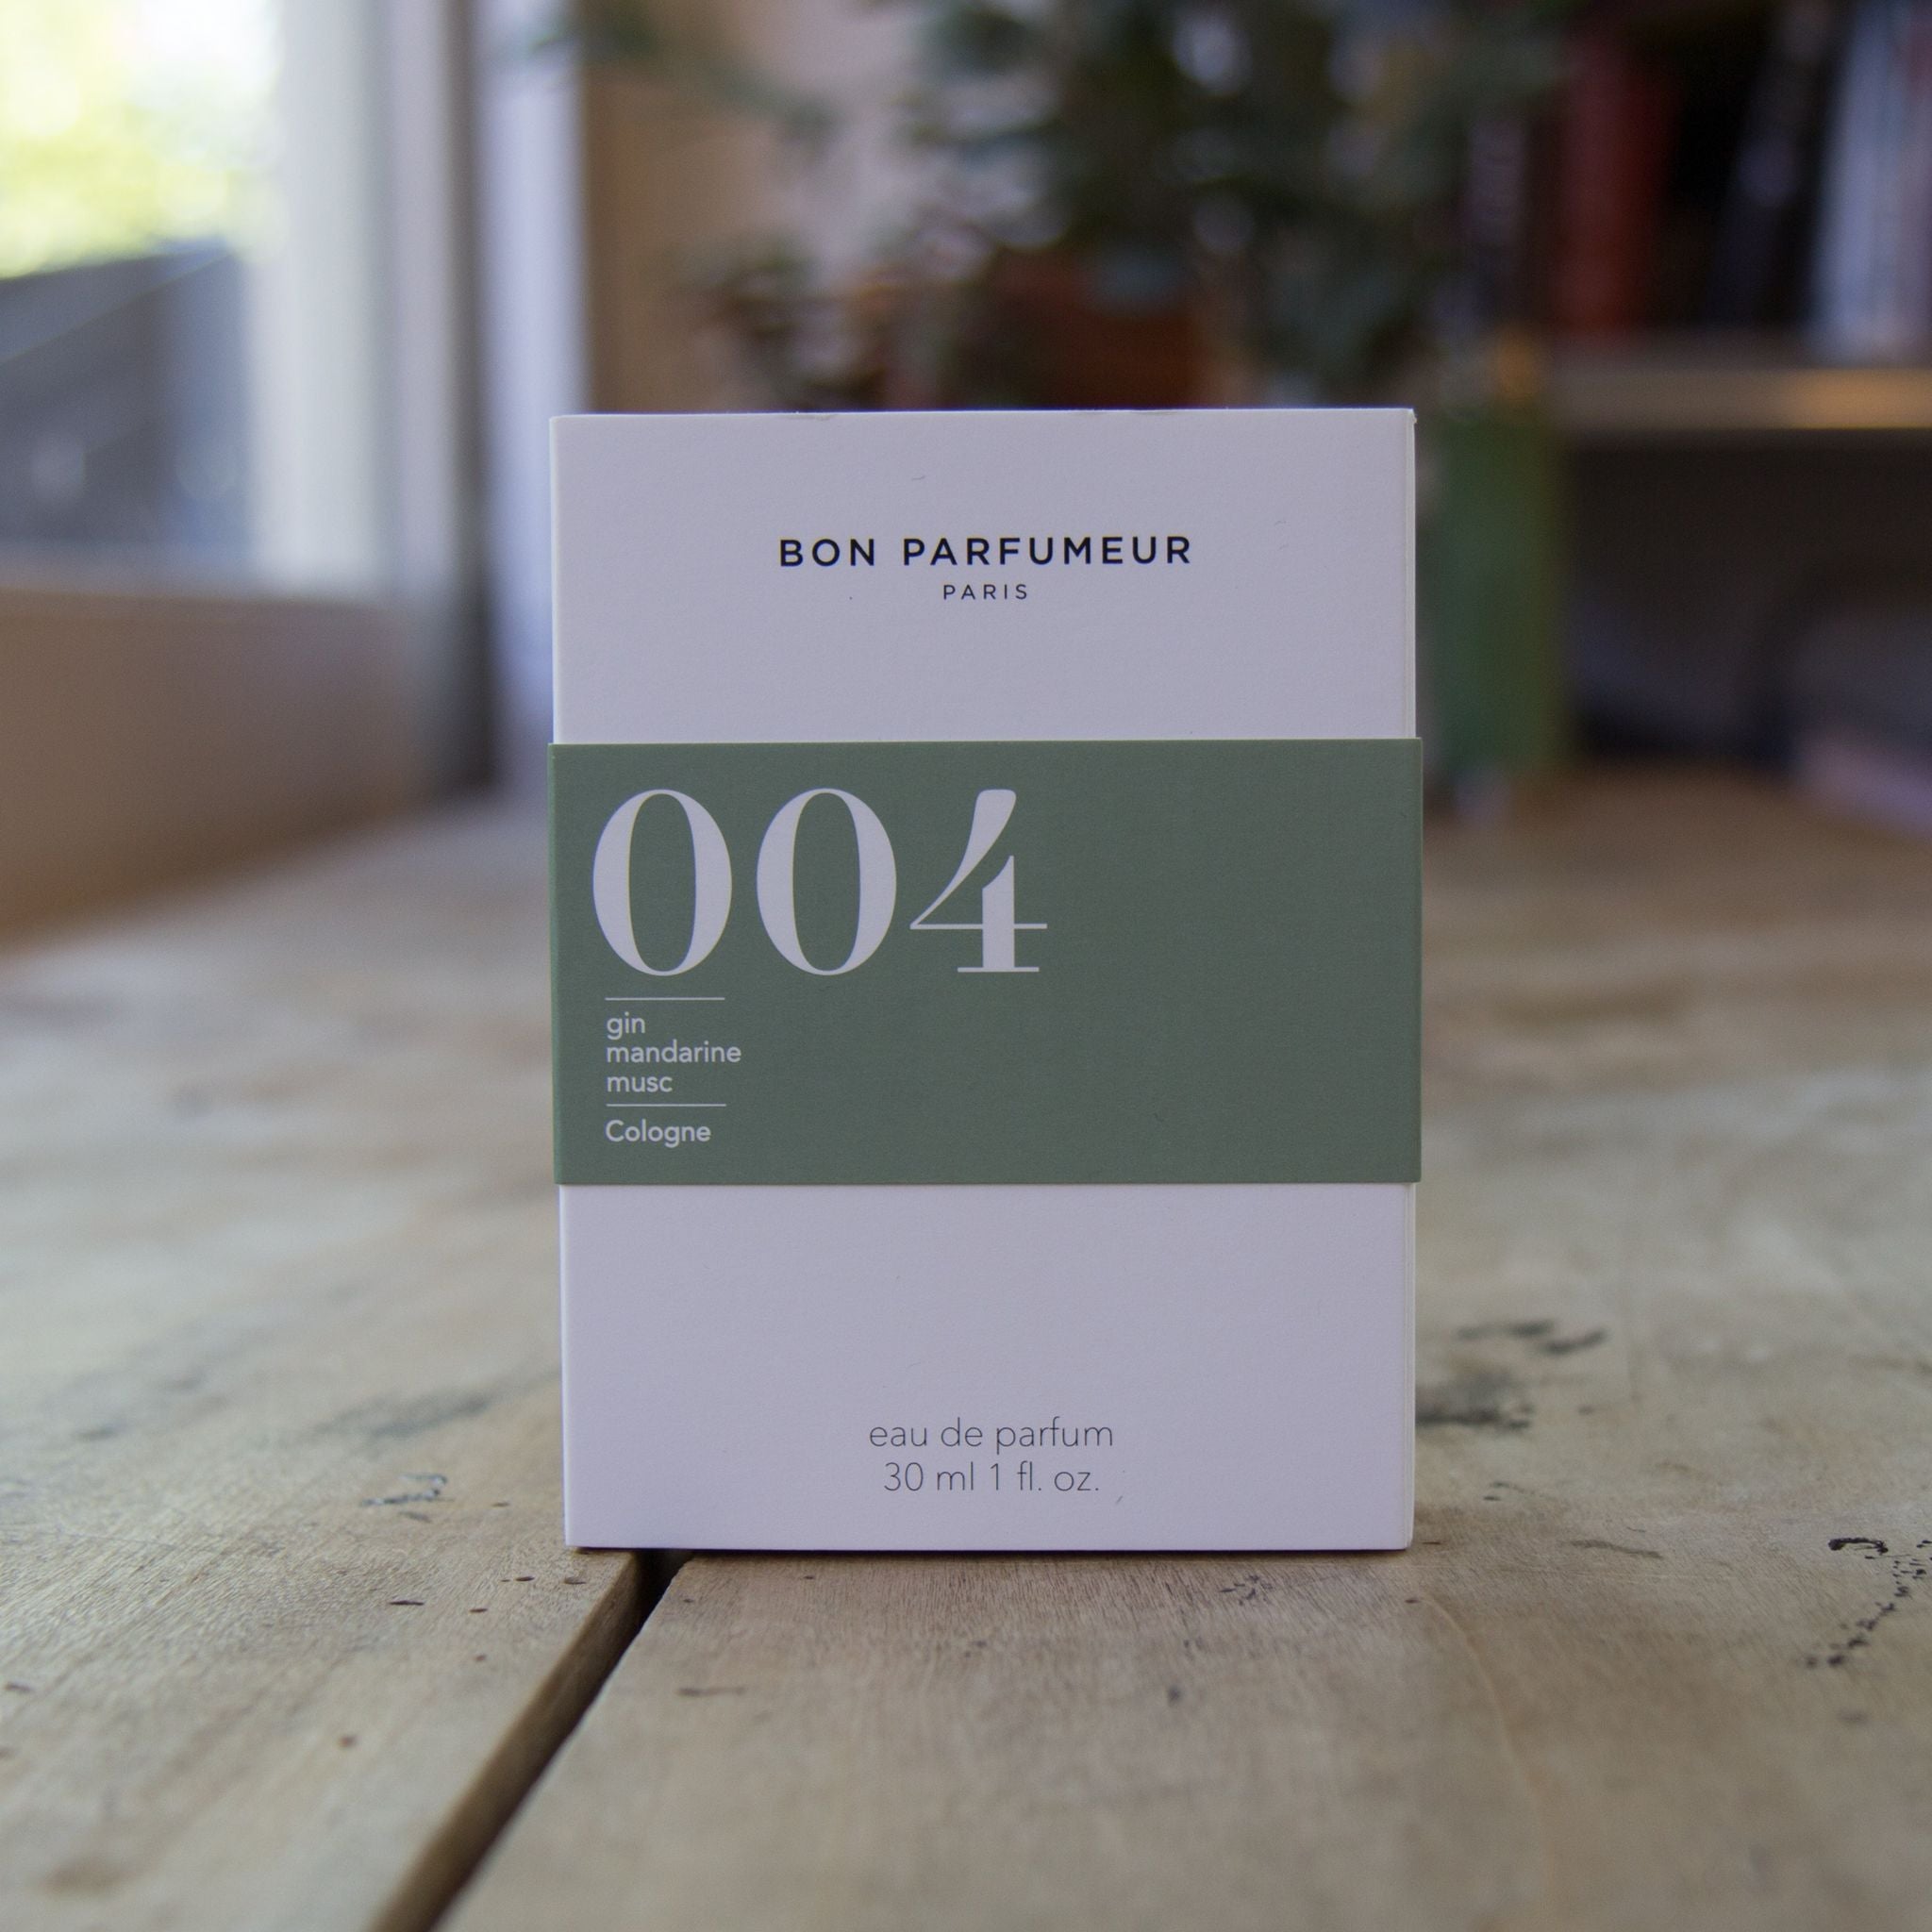 BON PARFUMEUR
PARIS
004
gin
mandarine
musc
Cologne
eau de parfum
30 ml 1 fl. oz.